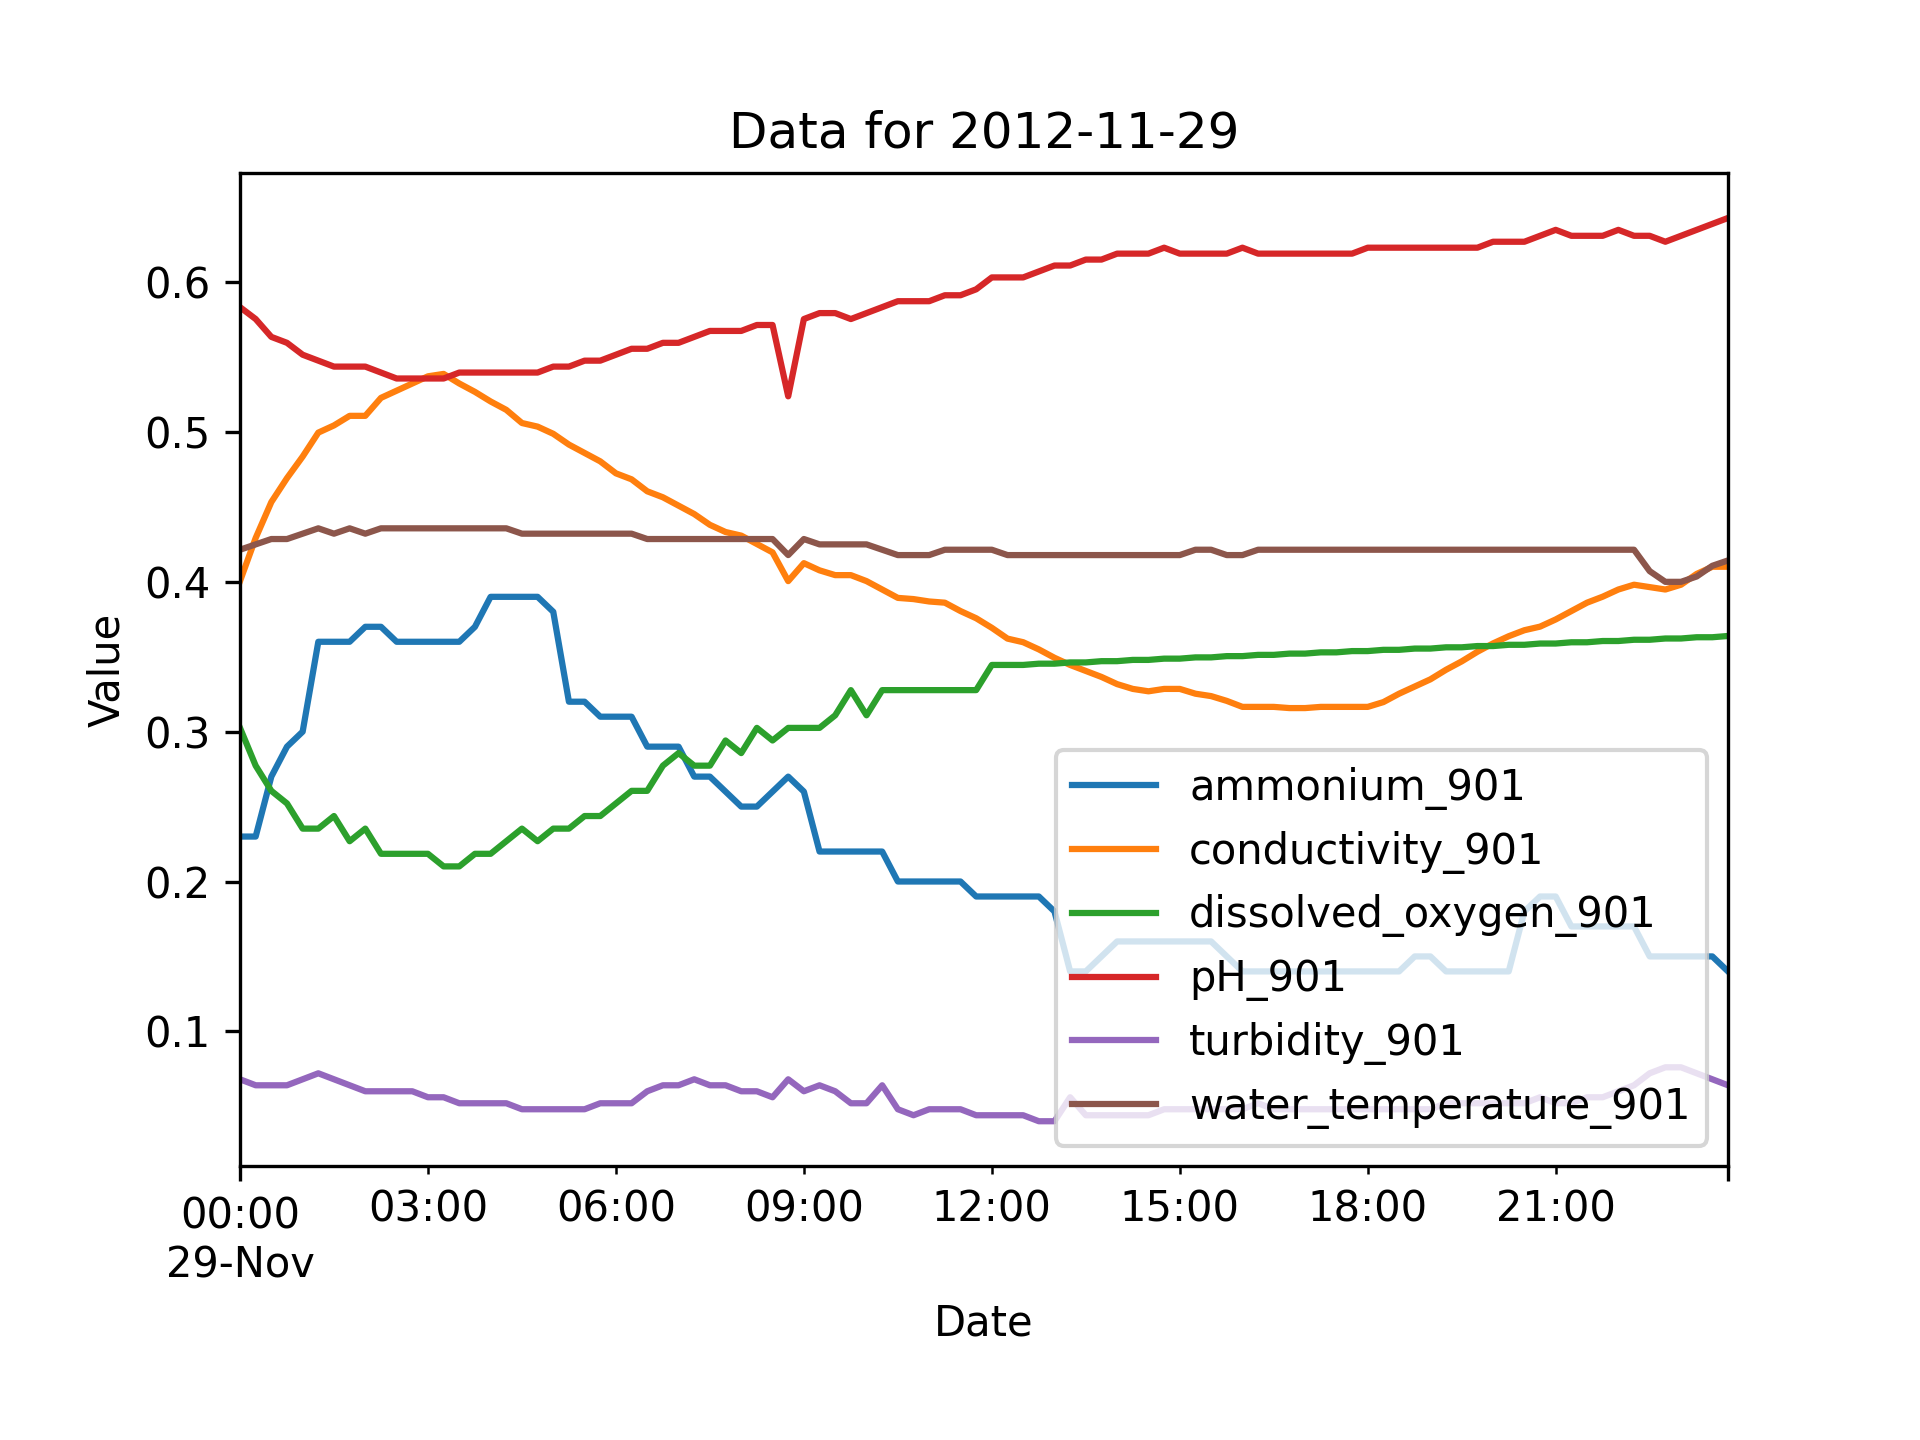 Data for 2012-11-29
Value
0.6
0.5
0.4
0.3
0.2
0.1
ammonium_901
conductivity_901
dissolved_oxygen_901
pH_901
turbidity_901
water_temperature_901
00:00 03:00 06:00 09:00 12:00 15:00 18:00 21:00
29-Nov
Date